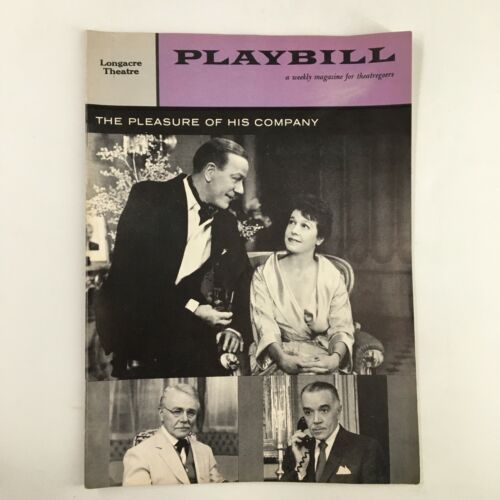 Longacre
Theatre
PLAYBILL
a weekly magazine for theatregoers
THE PLEASURE OF HIS COMPANY